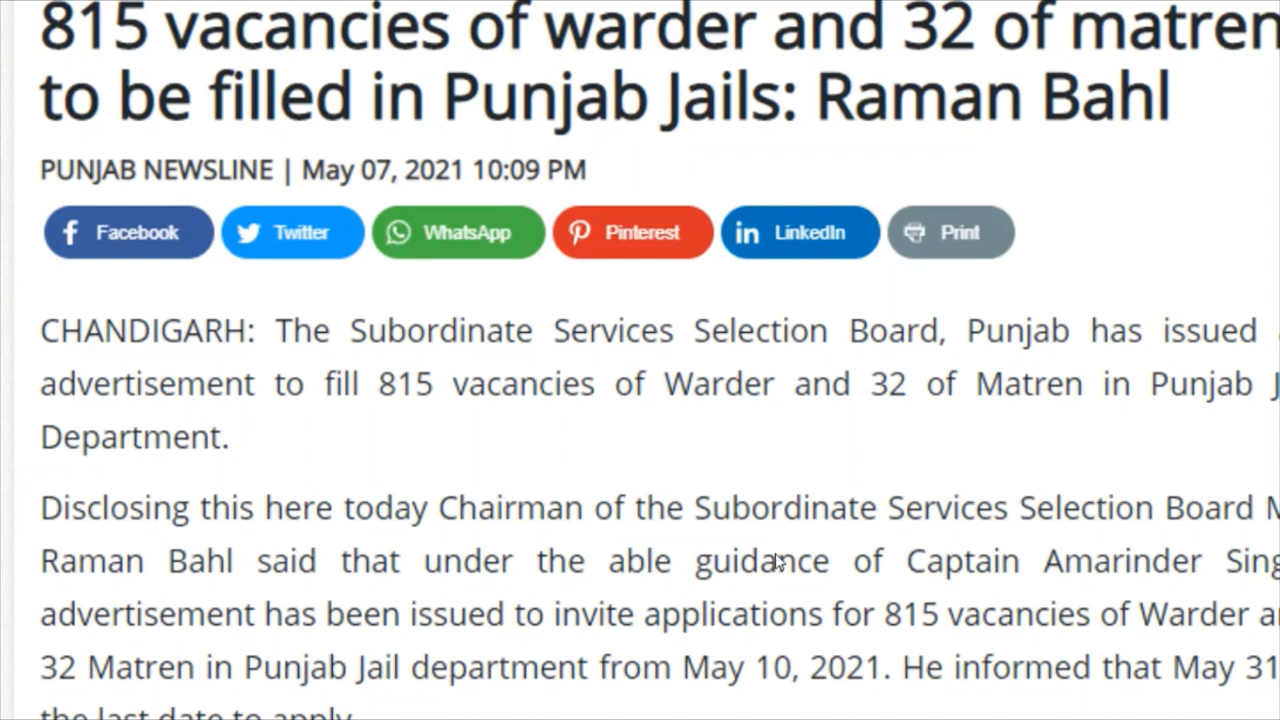 815 vacancies of warder and 32 of matren
to be filled in Punjab Jails: Raman Bahl
PUNJAB NEWSLINE | May 07, 2021 10:09 PM
Facebook Twitter WhatsApp Pinterest LinkedIn Print
CHANDIGARH: The Subordinate Services Selection Board, Punjab has issued
advertisement to fill 815 vacancies of Warder and 32 of Matren in Punjab
Department.
Disclosing this here today Chairman of the Subordinate Services Selection Board
Raman Bahl said that under the able guidance of Captain Amarinder
advertisement has been issued to invite applications for 815 vacancies of Warder
32 Matren in Punjab Jail department from May 10, 2021. He informed that May 31
the last date to apply